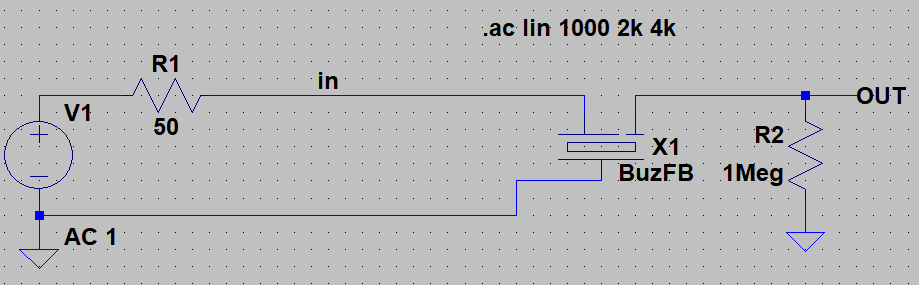 .ac lin 1000 2k 4k
R1
in
V1
50
OUT
R2
X1
BuzFB
1Meg
AC 1